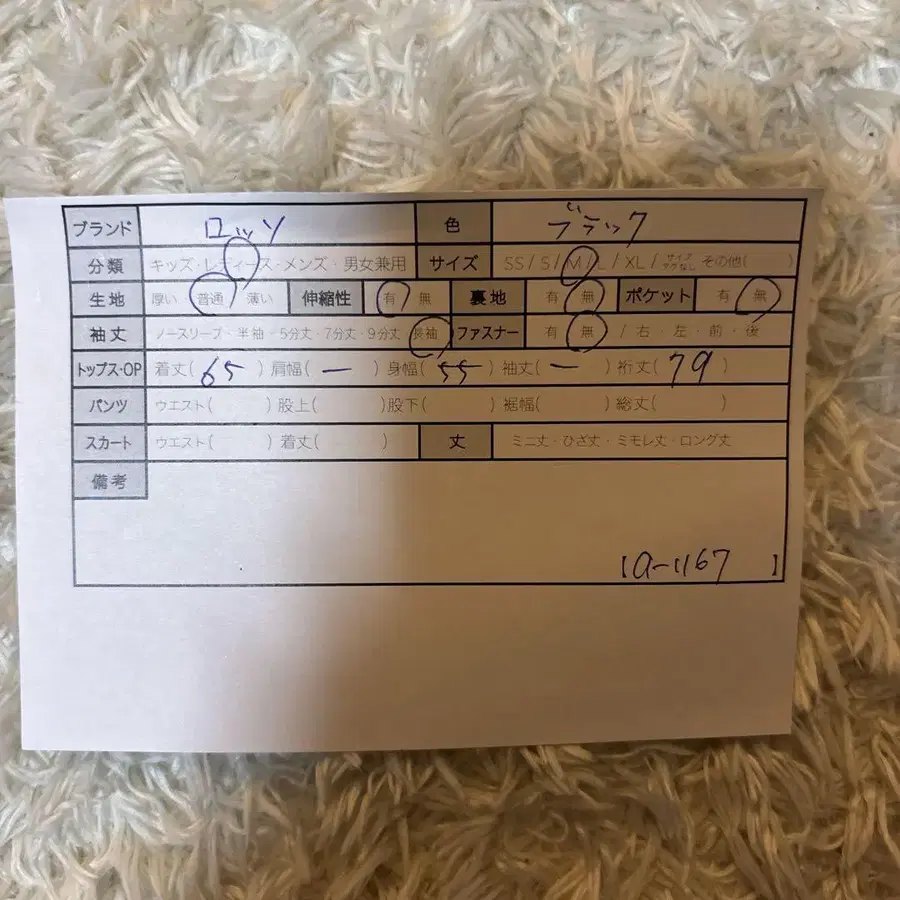 ブランド ロッツ 色 ブラック
分類 キッズ・レディース・メンズ・男女兼用 サイズ SS / S / M / L / XL / サイズタグなし その他( )
生地 厚い・普通・薄い 伸縮性 有・無 裏地 有・無 ポケット 有・無
袖丈 ノースリーブ・半袖・5分丈・7分丈・9分丈・長袖 ファスナー 有・無 / 右・左・前・後
トップス・OP 着丈( 65 ) 肩幅( ー ) 身幅( 55 ) 袖丈( ー ) 裄丈( 79 )
パンツ ウエスト( ) 股上( ) 股下( ) 裾幅( ) 総丈( )
スカート ウエスト( ) 着丈( ) 丈 ミニ丈・ひざ丈・ミモレ丈・ロング丈
備考
【a-1167 】